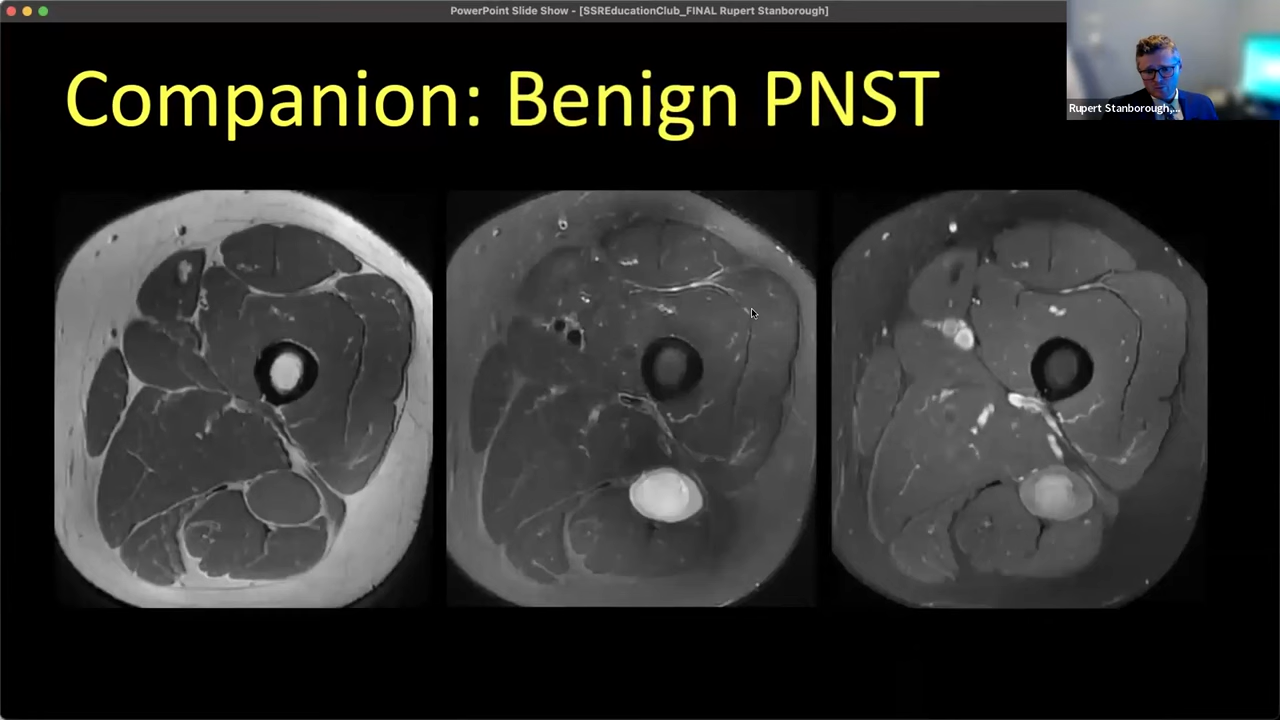 PowerPoint Slide Show - [SSREducationClub_FINAL Rupert Stanborough]
Companion: Benign PNST
Rupert Stanborough,...